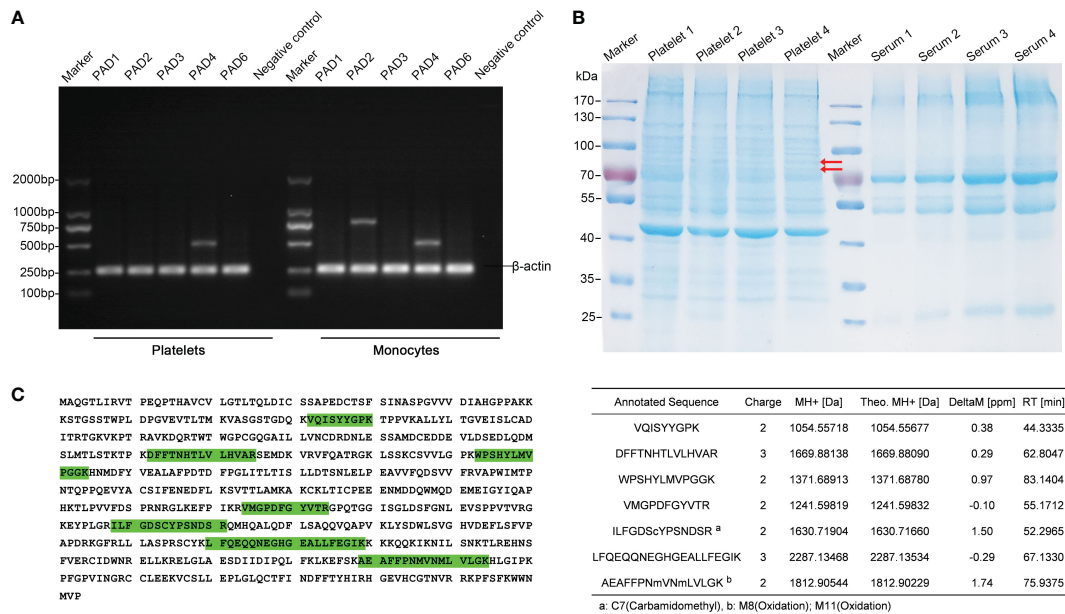 A
Marker
PAD1
PAD2
PAD3
PAD4
PAD6
Negative control
Marker
PAD1
PAD2
PAD3
PAD4
PAD6
Negative control
2000bp
1000bp
750bp
500bp
250bp
100bp
β-actin
Platelets
Monocytes
B
Marker
Platelet 1
Platelet 2
Platelet 3
Platelet 4
Marker
Serum 1
Serum 2
Serum 3
Serum 4
kDa
170
130
100
70
55
40
35
25
C
MAQGTLIRVT PEQPTHAVCV LGTLTQLDIC SSAPEDCTSF SINASPGVVV DIAHGPPAKK
KSTGSSTWPL DPGVEVTLTM KVASGSTGDQ KVQISYYGPK TPPVKALLYL TGVEISLCAD
ITRTGKVKPT RAVKDQRTWT WGPCGQGAIL LVNCDRDNLE SSAMDCEDDE VLDSEDLQDM
SLMTLSTKTP KDFFTNHTLV LHVARSEMDK VRVFQATRGK LSSKCSVVLG PKWPSHYLMV
PGGKHNMDFY VEALAFPDTD FPGLITLTIS LLDTSNLELP EAVVFQDSVV FRVAPWIMTP
NTQPPQEVYA CSIFENEDFL KSVTTLAMKA KCKLTICPEE ENMDDQWMQD EMEIGYIQAP
HKTLPVVFDS PRNRGLKEFP IKRVMGPDFG YVTRGPQTGG ISGLDSFGNL EVSPPVTVRG
KEYPLGRILF GDSCYPSNDS RQMHQALQDF LSAQQVQAPV KLYSDWLSVG HVDEFLSFVP
APDRKGFRLL LASPRSCYKL FQEQQNEGHG EALLFEGIKK KKQQKIKNIL SNKTLREHNS
FVERCIDWNR ELLKRELGLA ESDIIDIPQL FKLKEFSKAE AFFPNMVNML VLGKHLGIPK
PFGPVINGRC CLEEKVCSLL EPLGLQCTFI NDFFTYHIRH GEVHCGTNVR RKPFSFKWWN
MVP
Annotated Sequence Charge MH+ [Da] Theo. MH+ [Da] DeltaM [ppm] RT [min]
VQISYYGPK 2 1054.55718 1054.55677 0.38 44.3335
DFFTNHTLVLHVAR 3 1669.88138 1669.88090 0.29 62.8047
WPSHYLMVPGGK 2 1371.68913 1371.68780 0.97 83.1404
VMGPDFGYVTR 2 1241.59819 1241.59832 -0.10 55.1712
ILFGDScYPSNDSR a 2 1630.71904 1630.71660 1.50 52.2965
LFQEQQNEGHGEALLFEGIK 3 2287.13468 2287.13534 -0.29 67.1330
AEAFFPNmVNmLVLGK b 2 1812.90544 1812.90229 1.74 75.9375
a: C7(Carbamidomethyl), b: M8(Oxidation); M11(Oxidation)